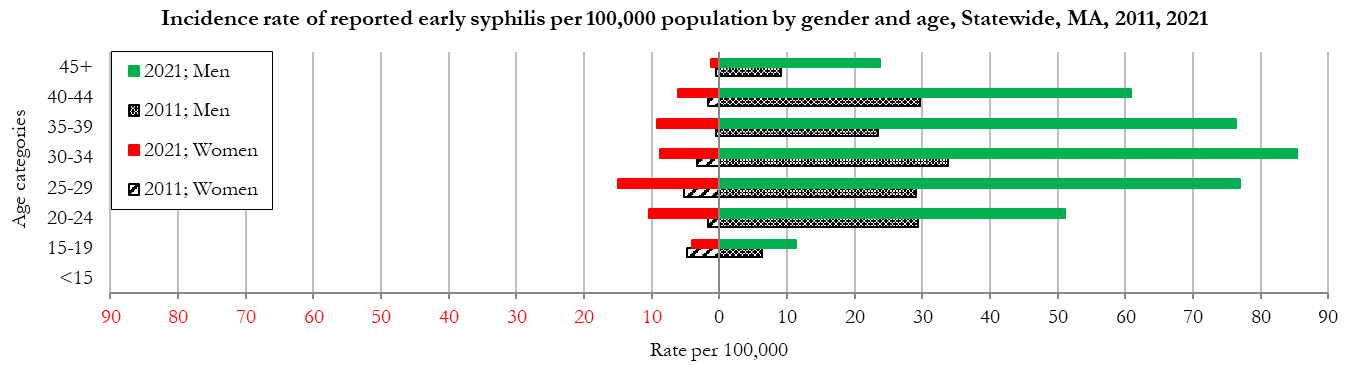 Incidence rate of reported early syphilis per 100,000 population by gender and age, Statewide, MA, 2011, 2021
2021; Men
2011; Men
2021; Women
2011; Women
Age categories
45+
40-44
35-39
30-34
25-29
20-24
15-19
<15
90 80 70 60 50 40 30 20 10 0 10 20 30 40 50 60 70 80 90
Rate per 100,000